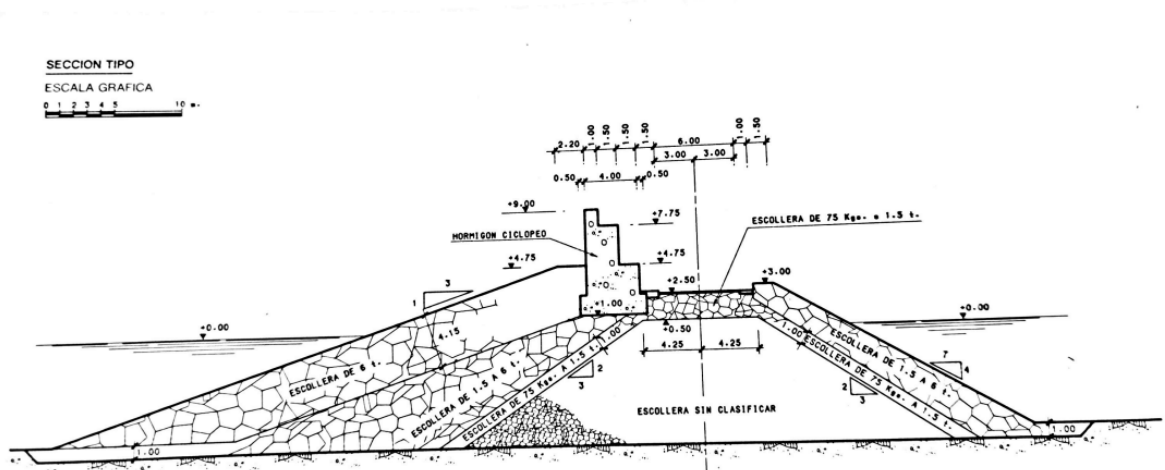 SECCION TIPO
ESCALA GRAFICA
0 1 2 3 4 5 10 m.
2.20 1.00 1.50 1.50 1.50 6.00 1.00 1.50
3.00 3.00
0.50 4.00 0.50
+9.00
+7.75
ESCOLLERA DE 75 Kgs. a 1.5 t.
HORMIGON CICLOPEO
+4.75
+4.75
+2.50
+3.00
3
1
+1.00
+0.00
+0.00
4.15
+0.50
1.00
1.00
4.25 4.25
ESCOLLERA DE 6 t.
ESCOLLERA DE 1.5 A 6 t.
ESCOLLERA DE 75 Kgs. A 1.5 t.
2
3
ESCOLLERA SIN CLASIFICAR
ESCOLLERA DE 1.5 A 6 t.
ESCOLLERA DE 75 Kgs. A 1.5 t.
7
4
2
3
1.00
1.00